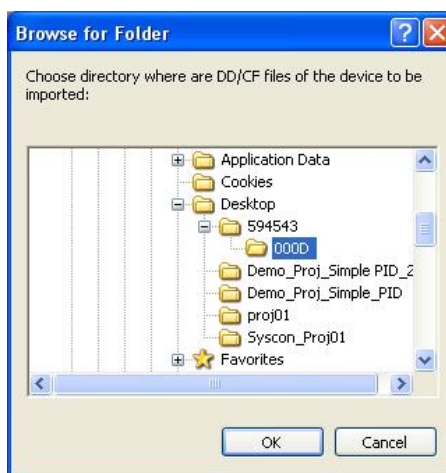 Browse for Folder
?
Choose directory where are DD/CF files of the device to be
imported:
Application Data
Cookies
Desktop
594543
000D
Demo_Proj_Simple PID_2
Demo_Proj_Simple_PID
proj01
Syscon_Proj01
Favorites
OK
Cancel